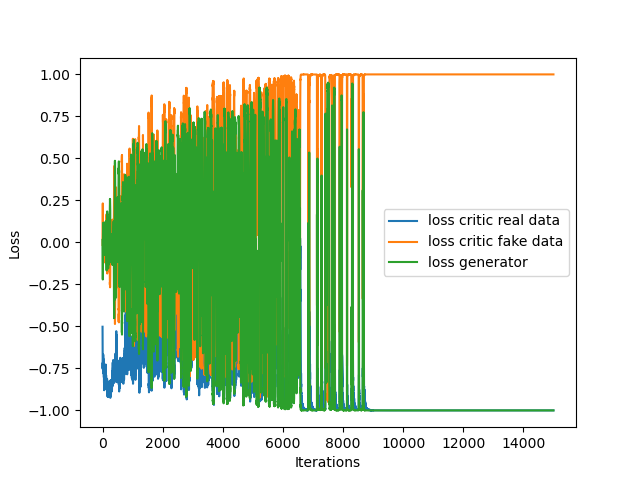 1.00
0.75
0.50
0.25
0.00
−0.25
−0.50
−0.75
−1.00
Loss
loss critic real data
loss critic fake data
loss generator
0 2000 4000 6000 8000 10000 12000 14000
Iterations